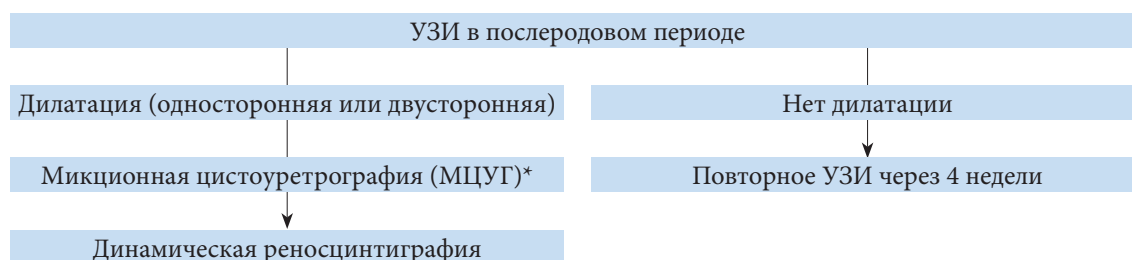 УЗИ в послеродовом периоде
Дилатация (односторонняя или двусторонняя)
Нет дилатации
Микционная цистоуретрография (МЦУГ)*
Повторное УЗИ через 4 недели
Динамическая реносцинтиграфия